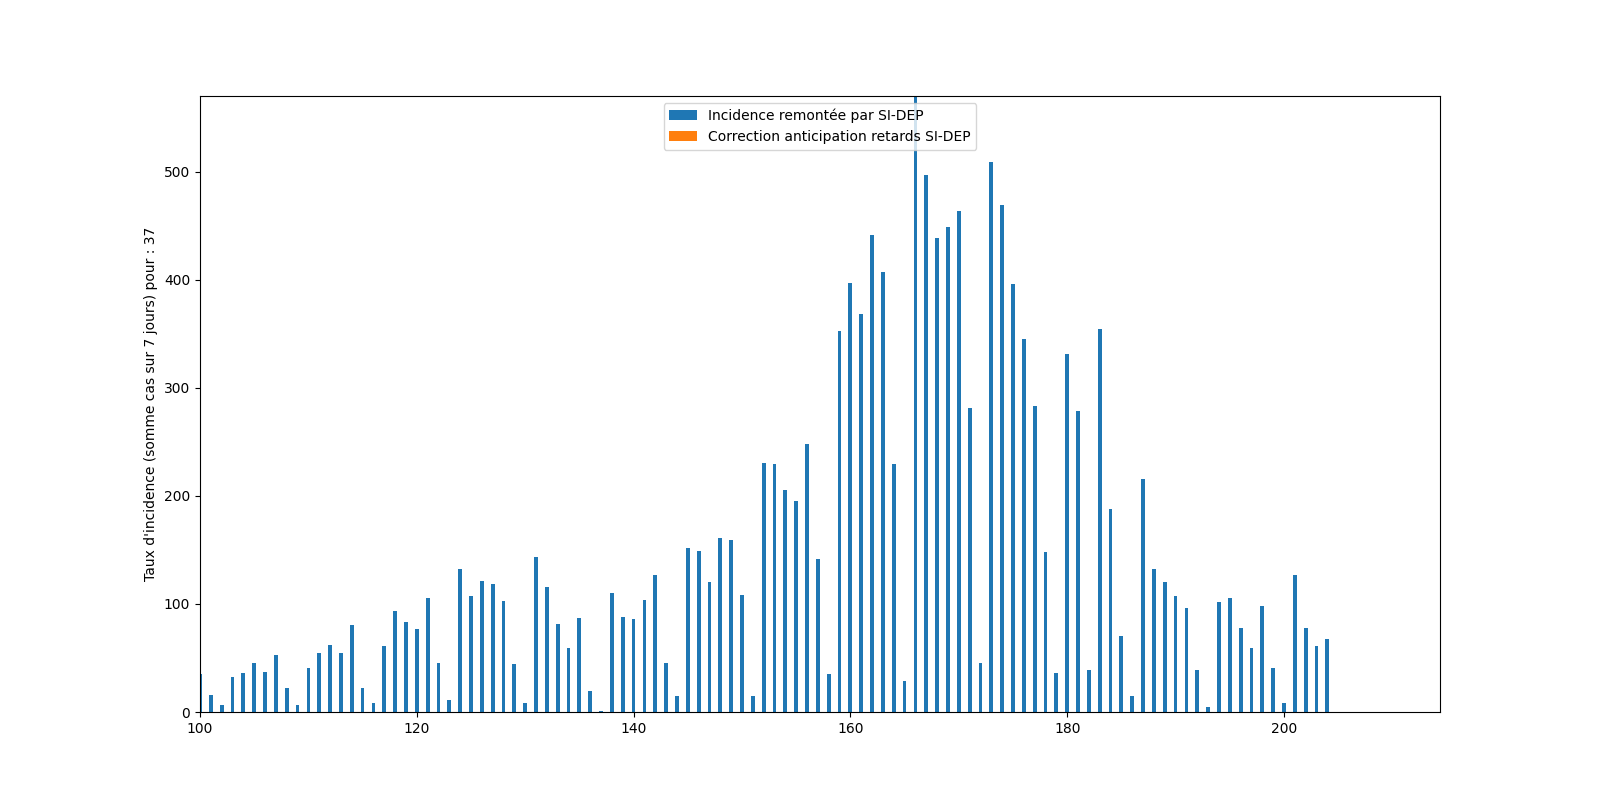 Incidence remontée par SI-DEP
Correction anticipation retards SI-DEP
Taux d'incidence (somme cas sur 7 jours) pour : 37
500
400
300
200
100
0
100 120 140 160 180 200